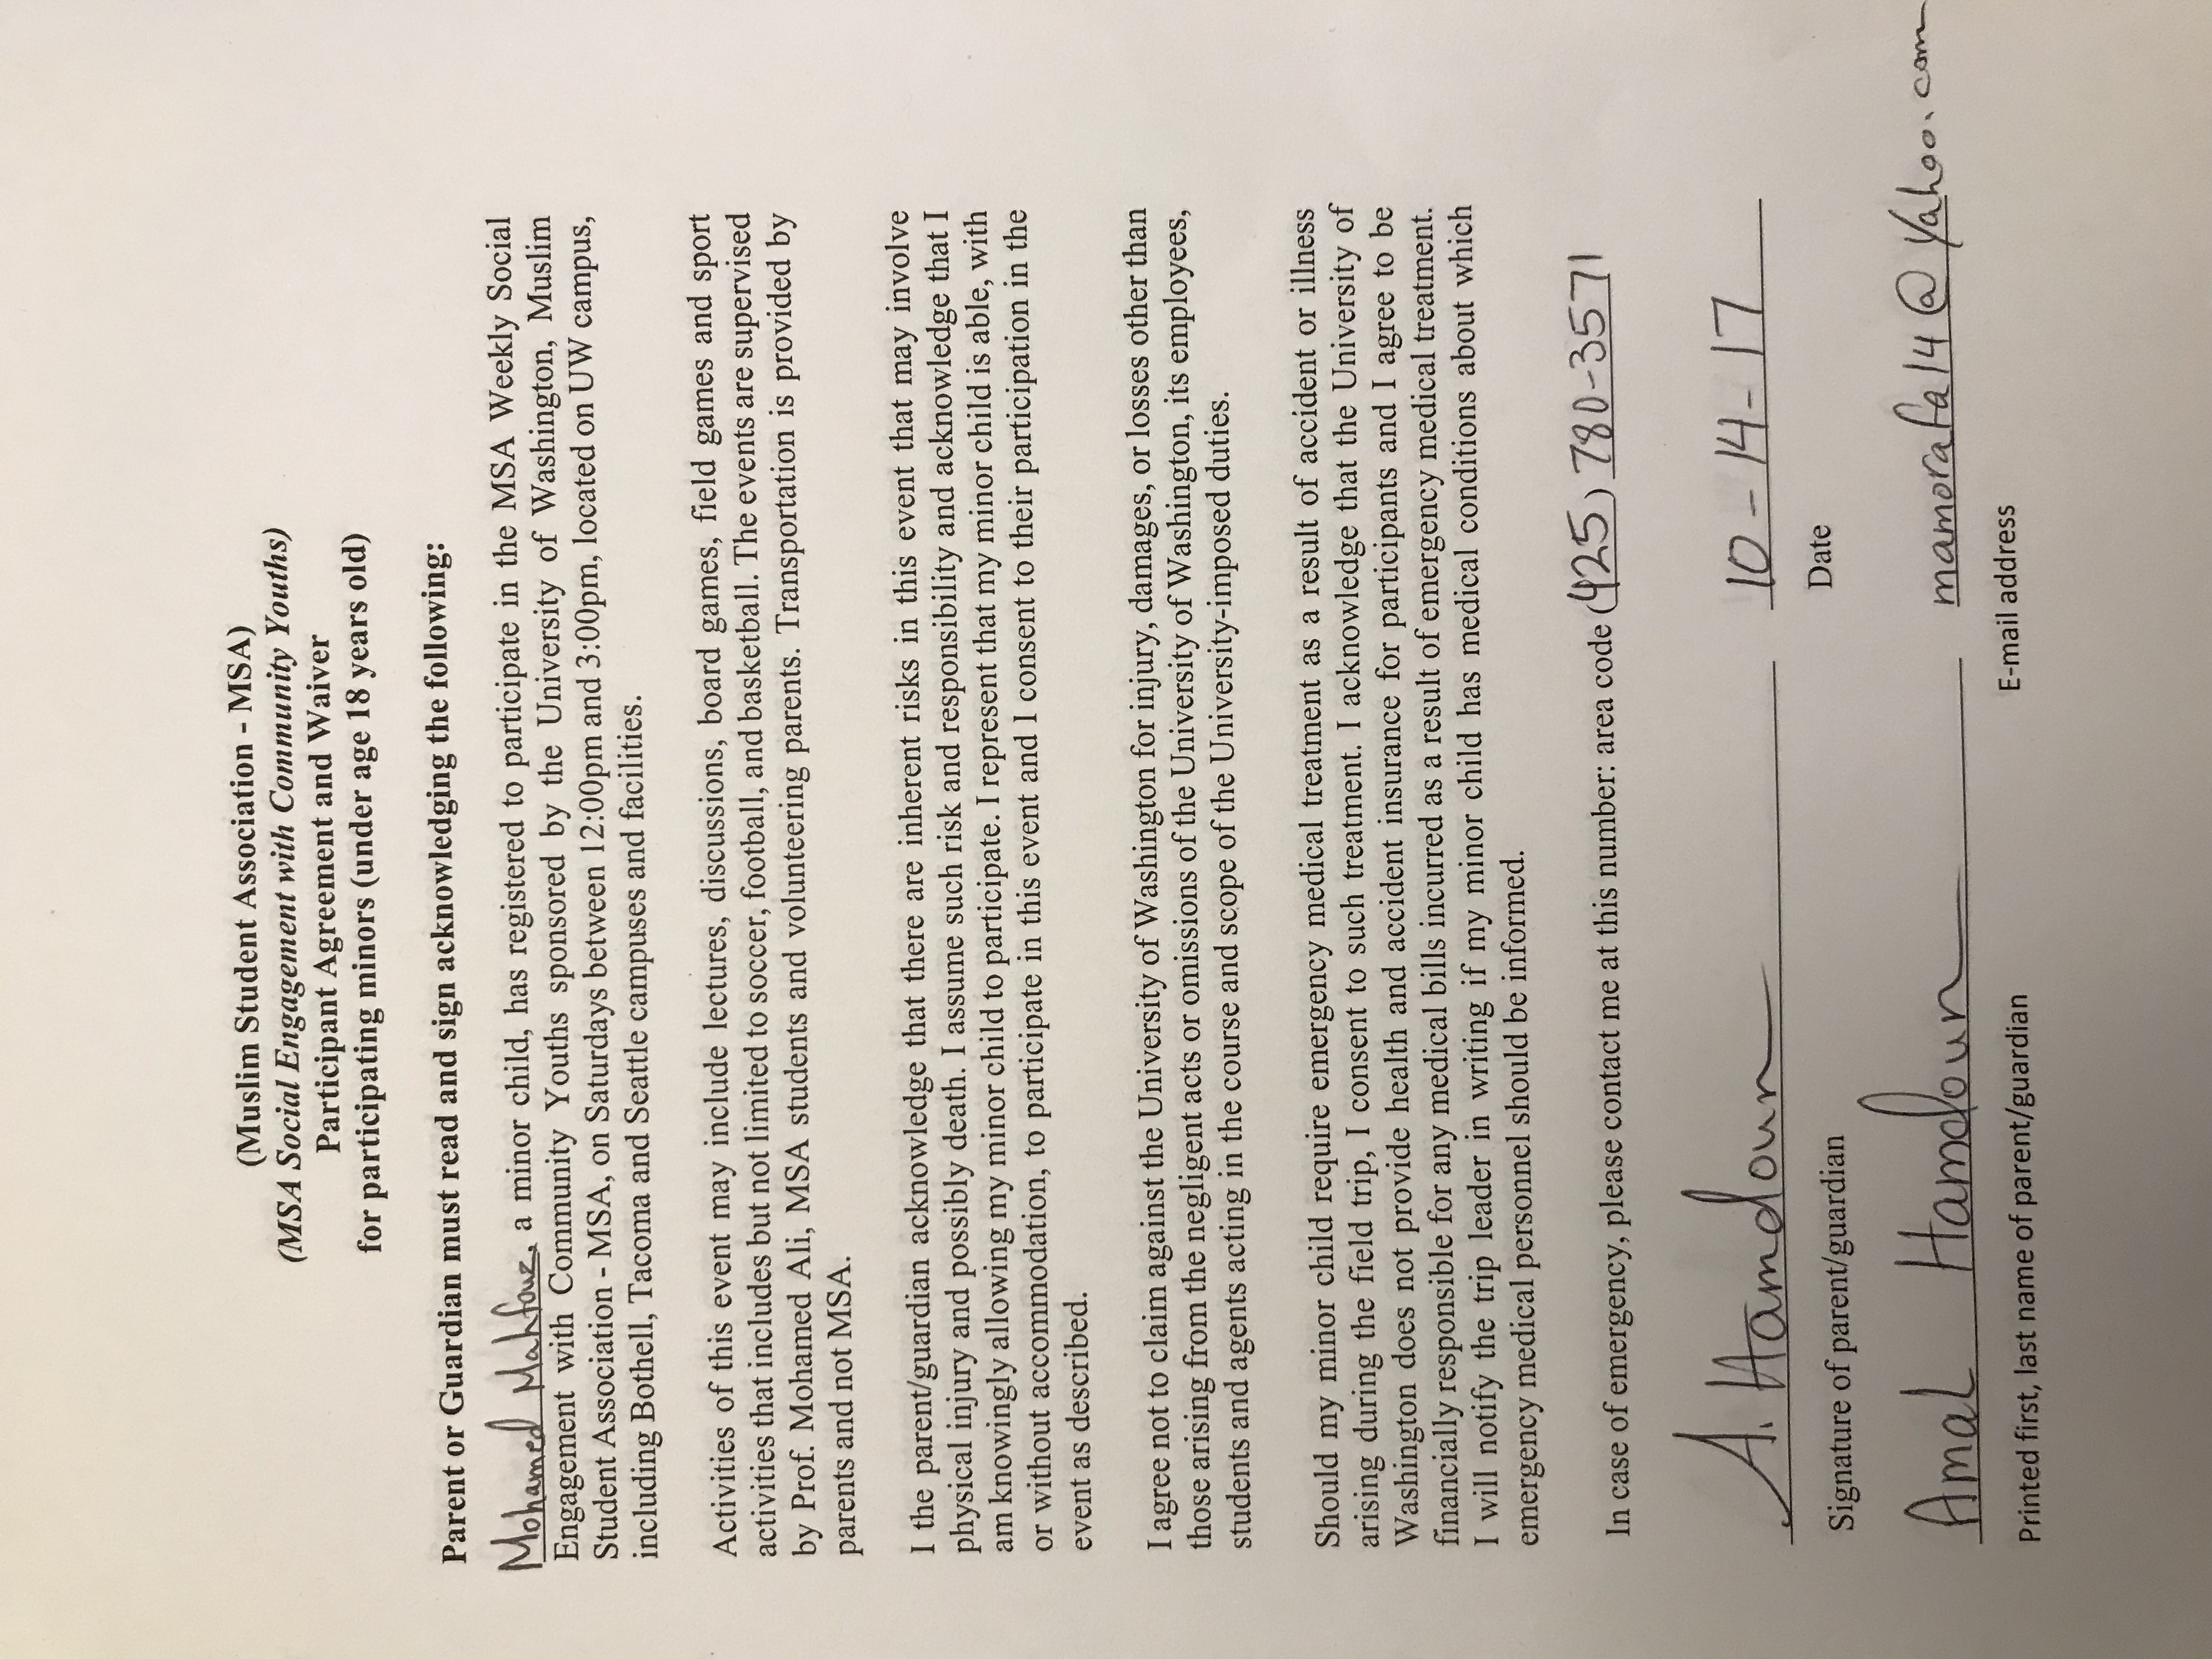 (Muslim Student Association - MSA)
(MSA Social Engagement with Community Youths)
Participant Agreement and Waiver
for participating minors (under age 18 years old)
Parent or Guardian must read and sign acknowledging the following:
Mohamed Mahfouz, a minor child, has registered to participate in the MSA Weekly Social
Engagement with Community Youths sponsored by the University of Washington, Muslim
Student Association - MSA, on Saturdays between 12:00pm and 3:00pm, located on UW campus,
including Bothell, Tacoma and Seattle campuses and facilities.
Activities of this event may include lectures, discussions, board games, field games and sport
activities that includes but not limited to soccer, football, and basketball. The events are supervised
by Prof. Mohamed Ali, MSA students and volunteering parents. Transportation is provided by
parents and not MSA.
I the parent/guardian acknowledge that there are inherent risks in this event that may involve
physical injury and possibly death. I assume such risk and responsibility and acknowledge that I
am knowingly allowing my minor child to participate. I represent that my minor child is able, with
or without accommodation, to participate in this event and I consent to their participation in the
event as described.
I agree not to claim against the University of Washington for injury, damages, or losses other than
those arising from the negligent acts or omissions of the University of Washington, its employees,
students and agents acting in the course and scope of the University-imposed duties.
Should my minor child require emergency medical treatment as a result of accident or illness
arising during the field trip, I consent to such treatment. I acknowledge that the University of
Washington does not provide health and accident insurance for participants and I agree to be
financially responsible for any medical bills incurred as a result of emergency medical treatment.
I will notify the trip leader in writing if my minor child has medical conditions about which
emergency medical personnel should be informed.
In case of emergency, please contact me at this number: area code (425) 780-3571
A. Hamdoun 10-14-17
Signature of parent/guardian Date
Amal Hamdoun mamorafa14@yahoo.com
Printed first, last name of parent/guardian E-mail address